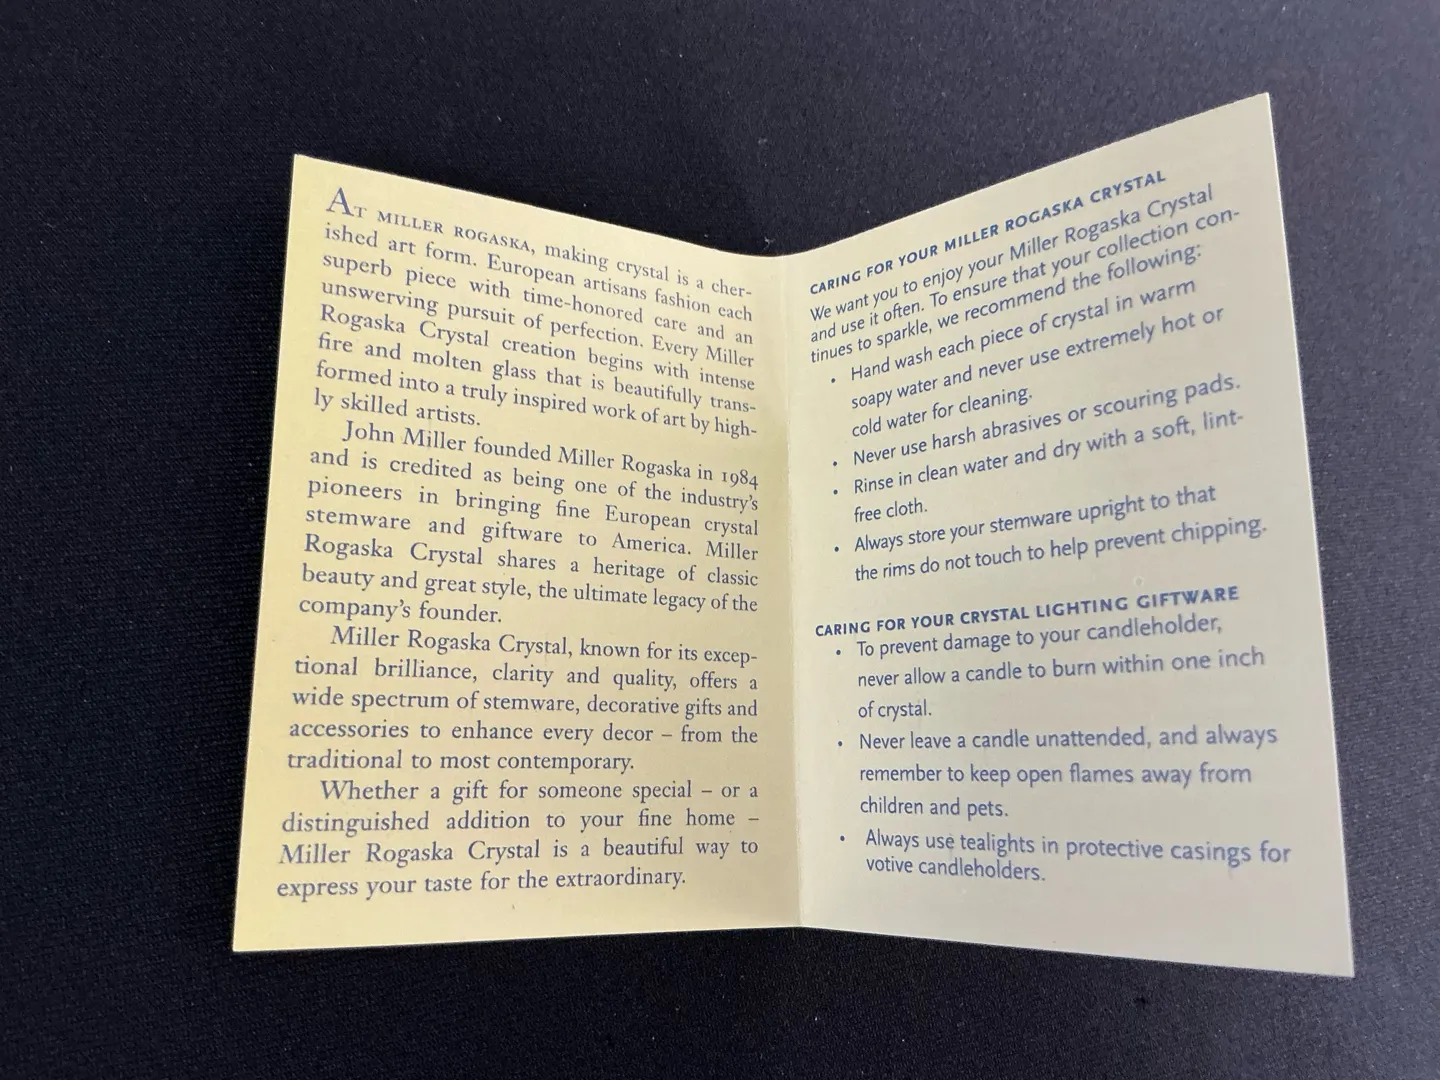 AT MILLER ROGASKA, making crystal is a cher-
ished art form. European artisans fashion each
superb piece with time-honored care and an
unswerving pursuit of perfection. Every Miller
Rogaska Crystal creation begins with intense
fire and molten glass that is beautifully trans-
formed into a truly inspired work of art by high-
ly skilled artists.
John Miller founded Miller Rogaska in 1984
and is credited as being one of the industry's
pioneers in bringing fine European crystal
stemware and giftware to America. Miller
Rogaska Crystal shares a heritage of classic
beauty and great style, the ultimate legacy of the
company's founder.
Miller Rogaska Crystal, known for its excep-
tional brilliance, clarity and quality, offers a
wide spectrum of stemware, decorative gifts and
accessories to enhance every decor – from the
traditional to most contemporary.
Whether a gift for someone special – or a
distinguished addition to your fine home –
Miller Rogaska Crystal is a beautiful way to
express your taste for the extraordinary.
CARING FOR YOUR MILLER ROGASKA CRYSTAL
We want you to enjoy your Miller Rogaska Crystal
and use it often. To ensure that your collection con-
tinues to sparkle, we recommend the following:
• Hand wash each piece of crystal in warm
soapy water and never use extremely hot or
cold water for cleaning.
• Never use harsh abrasives or scouring pads.
• Rinse in clean water and dry with a soft, lint-
free cloth.
• Always store your stemware upright to that
the rims do not touch to help prevent chipping.
CARING FOR YOUR CRYSTAL LIGHTING GIFTWARE
• To prevent damage to your candleholder,
never allow a candle to burn within one inch
of crystal.
• Never leave a candle unattended, and always
remember to keep open flames away from
children and pets.
• Always use tealights in protective casings for
votive candleholders.